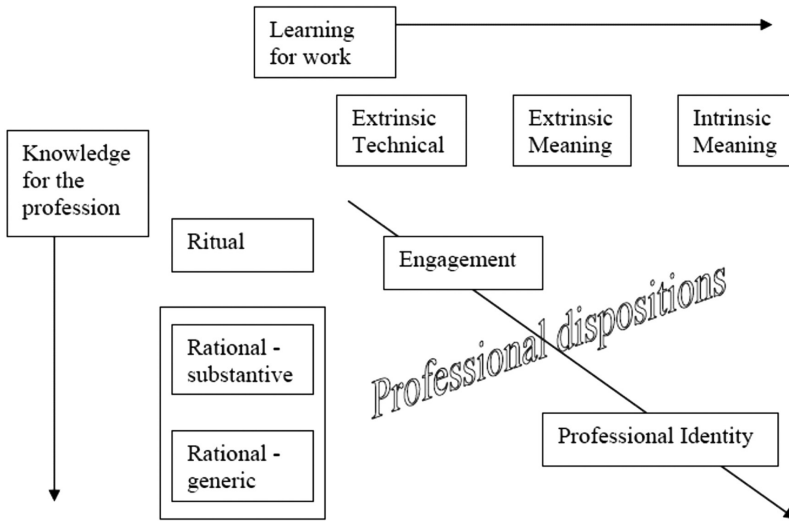 Learning
for work
Extrinsic
Technical
Extrinsic
Meaning
Intrinsic
Meaning
Knowledge
for the
profession
Ritual
Engagement
Professional dispositions
Rational -
substantive
Professional Identity
Rational -
generic